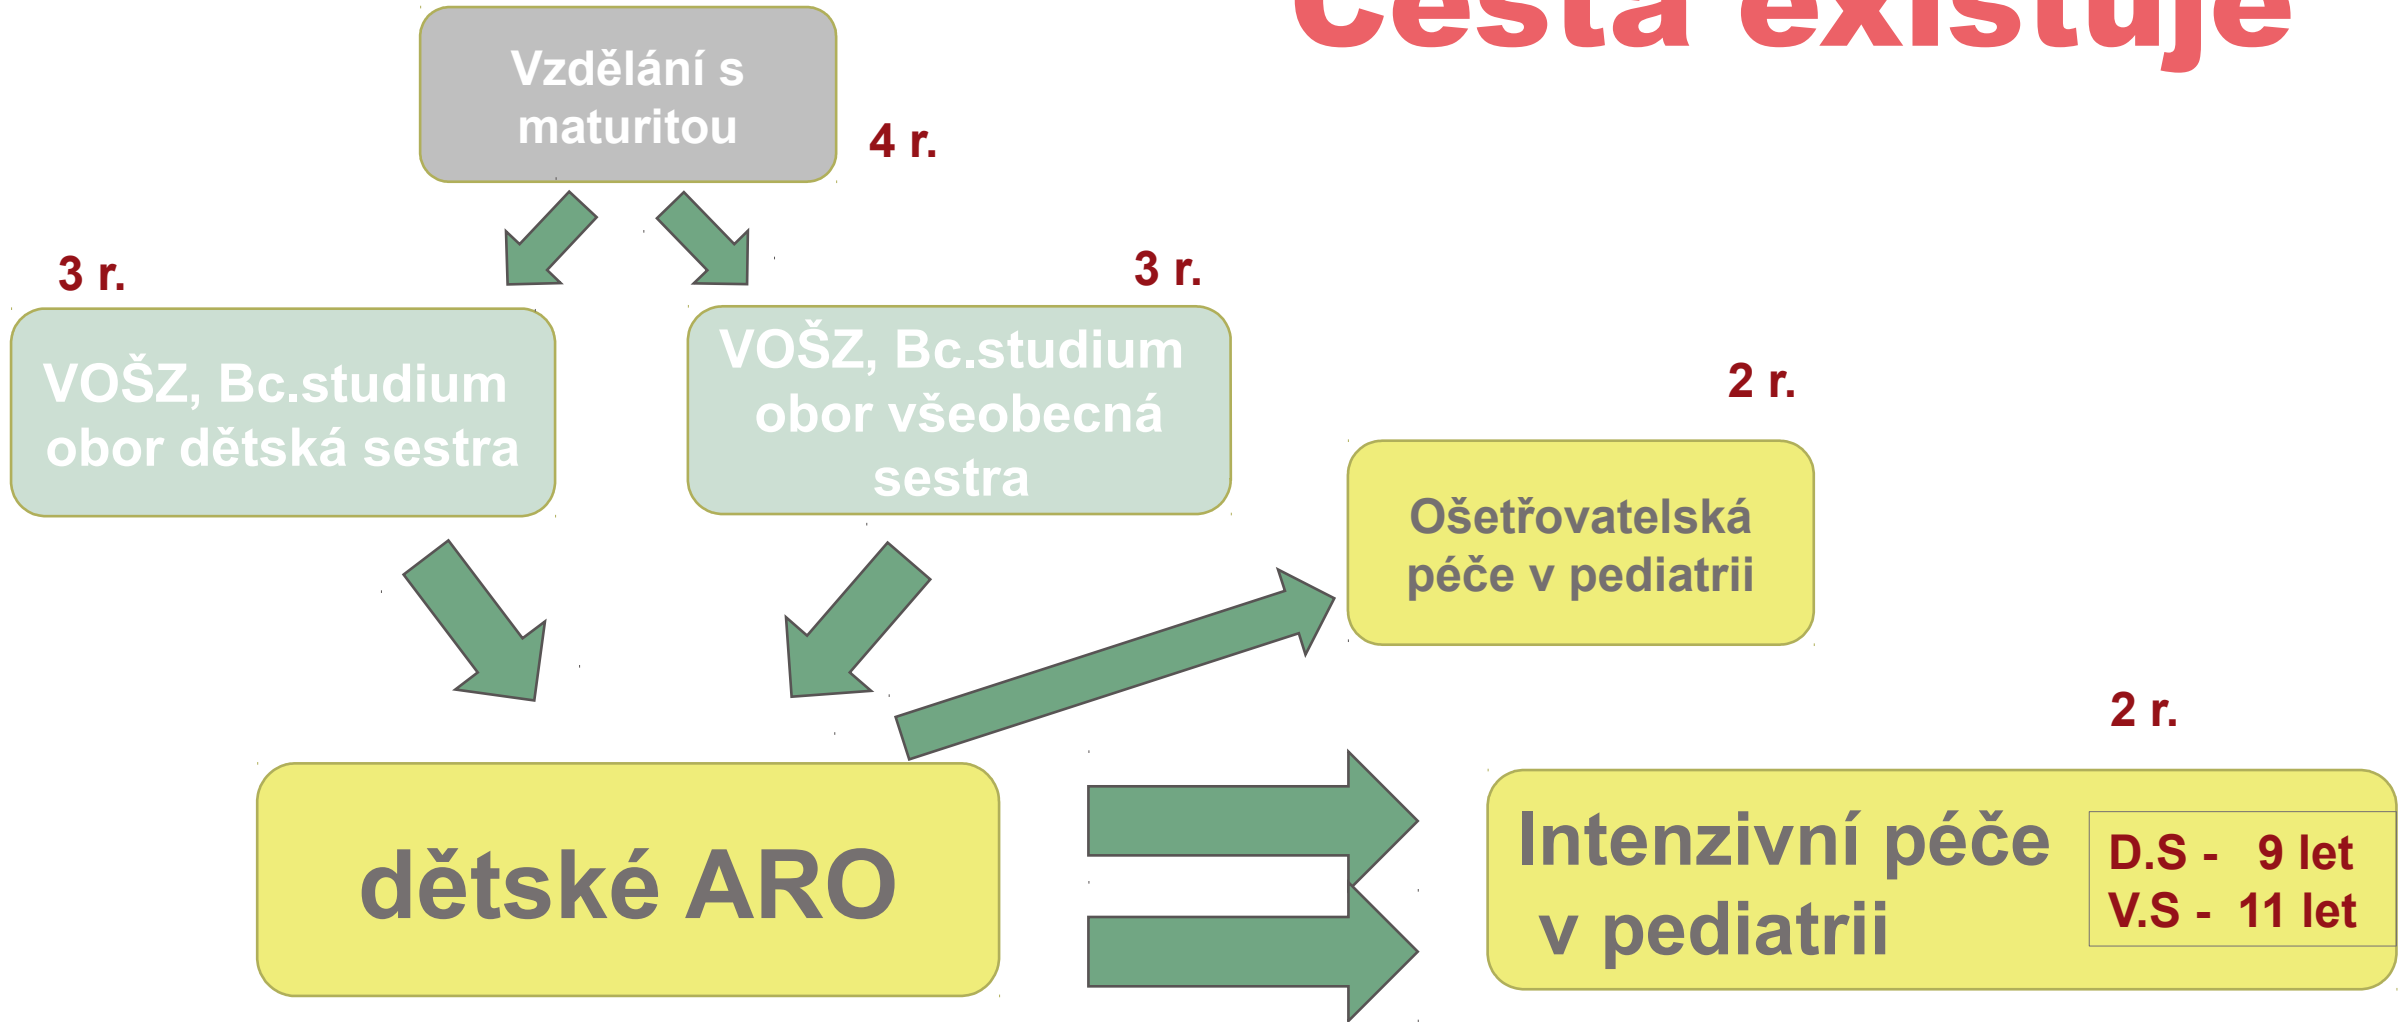 Cesta existuje
Vzdělání s
maturitou
4 r.
3 r.
3 r.
VOŠZ, Bc.studium
obor dětská sestra
VOŠZ, Bc.studium
obor všeobecná
sestra
2 r.
Ošetřovatelská
péče v pediatrii
2 r.
dětské ARO
Intenzivní péče
v pediatrii
D.S - 9 let
V.S - 11 let